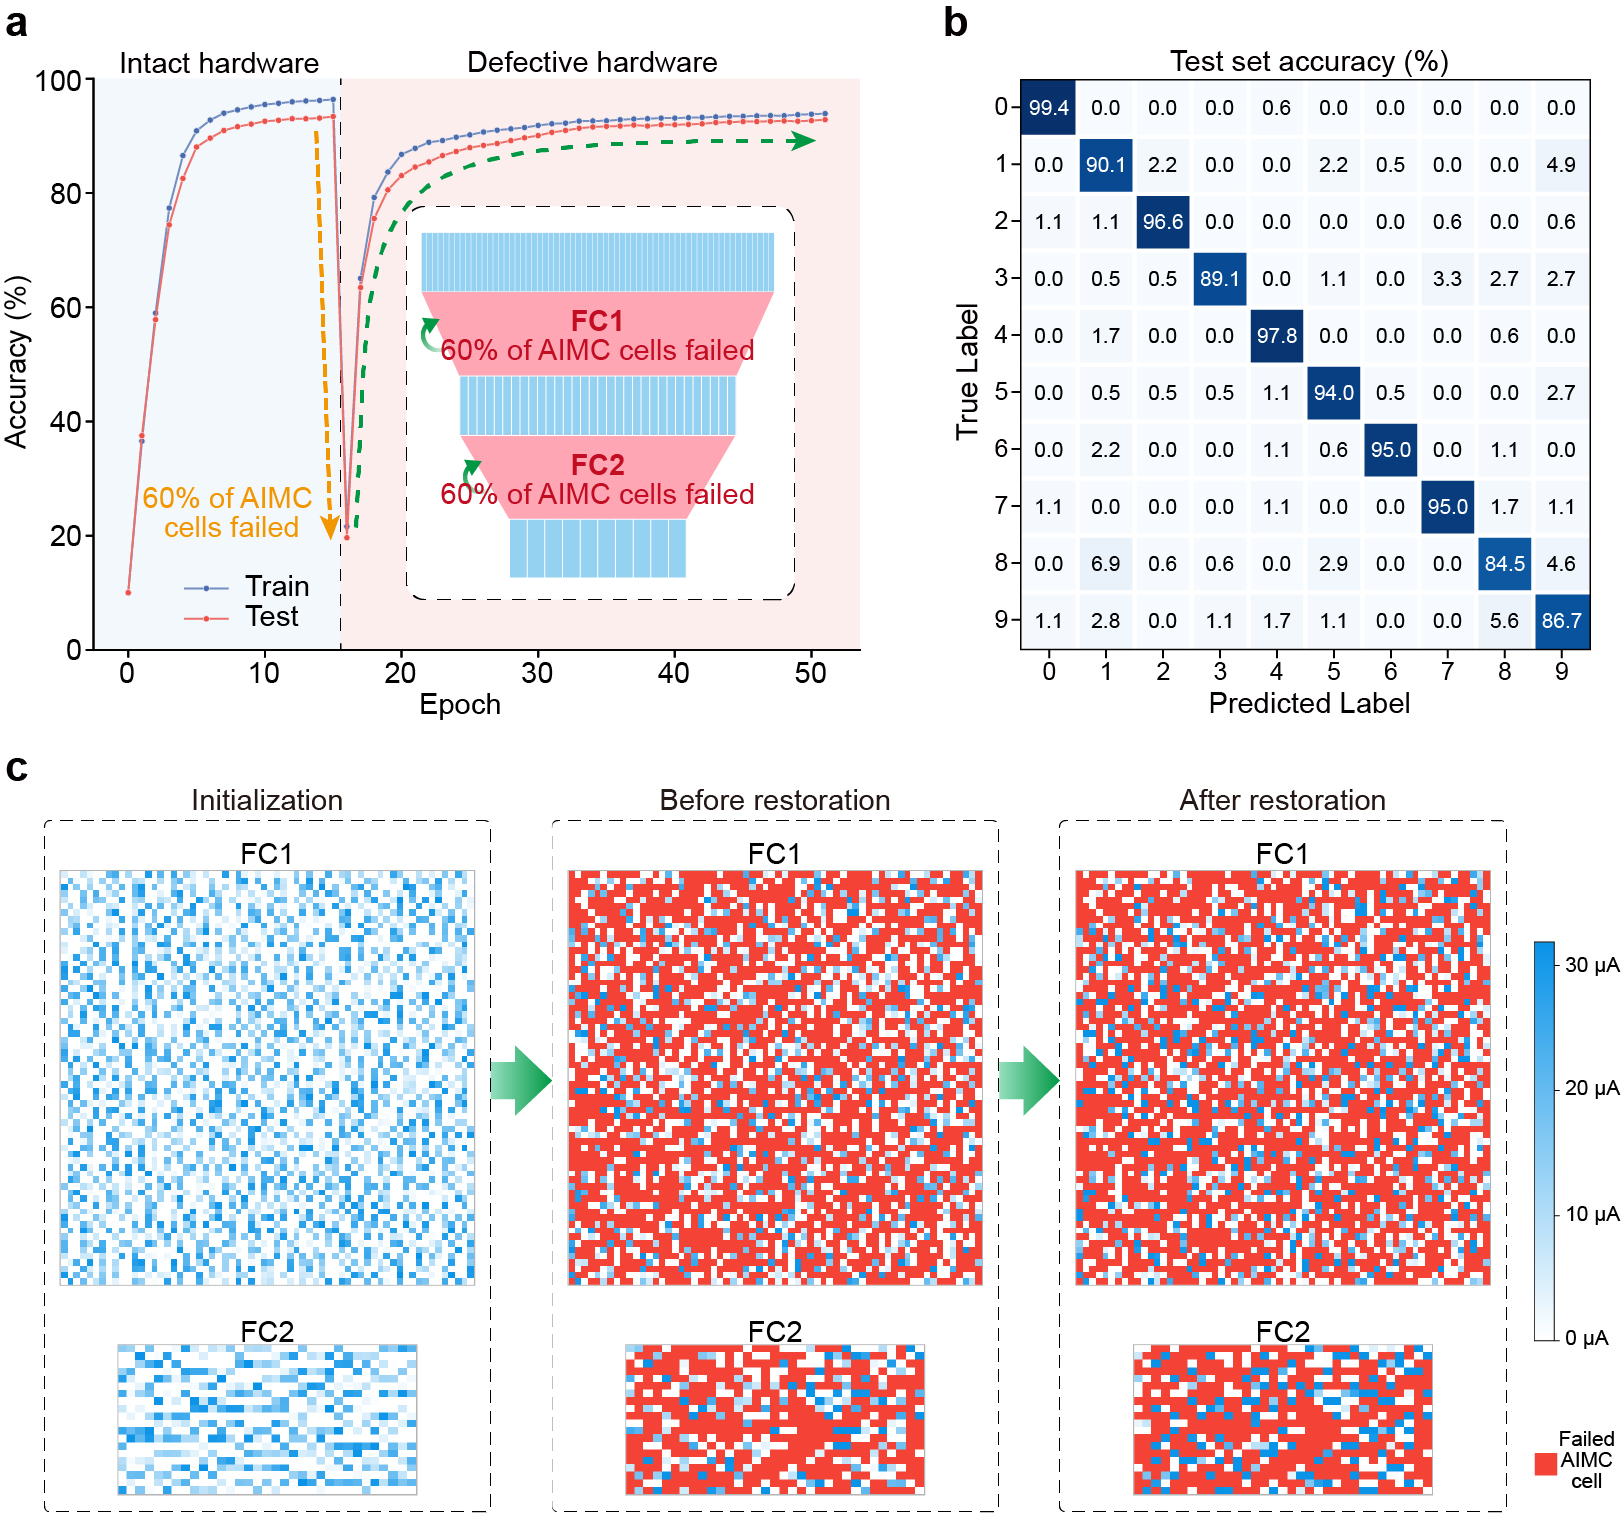 a
Intact hardware
Defective hardware
100
80
60
40
20
0
Accuracy (%)
0 10 20 30 40 50
Epoch
60% of AIMC
cells failed
Train
Test
FC1
60% of AIMC cells failed
FC2
60% of AIMC cells failed
b
Test set accuracy (%)
True Label
0 99.4 0.0 0.0 0.0 0.6 0.0 0.0 0.0 0.0 0.0
1 0.0 90.1 2.2 0.0 0.0 2.2 0.5 0.0 0.0 4.9
2 1.1 1.1 96.6 0.0 0.0 0.0 0.0 0.6 0.0 0.6
3 0.0 0.5 0.5 89.1 0.0 1.1 0.0 3.3 2.7 2.7
4 0.0 1.7 0.0 0.0 97.8 0.0 0.0 0.0 0.6 0.0
5 0.0 0.5 0.5 0.5 1.1 94.0 0.5 0.0 0.0 2.7
6 0.0 2.2 0.0 0.0 1.1 0.6 95.0 0.0 1.1 0.0
7 1.1 0.0 0.0 0.0 1.1 0.0 0.0 95.0 1.7 1.1
8 0.0 6.9 0.6 0.6 0.0 2.9 0.0 0.0 84.5 4.6
9 1.1 2.8 0.0 1.1 1.7 1.1 0.0 0.0 5.6 86.7
0 1 2 3 4 5 6 7 8 9
Predicted Label
c
Initialization
FC1
FC2
Before restoration
FC1
FC2
After restoration
FC1
FC2
30 µA
20 µA
10 µA
0 µA
Failed
AIMC
cell